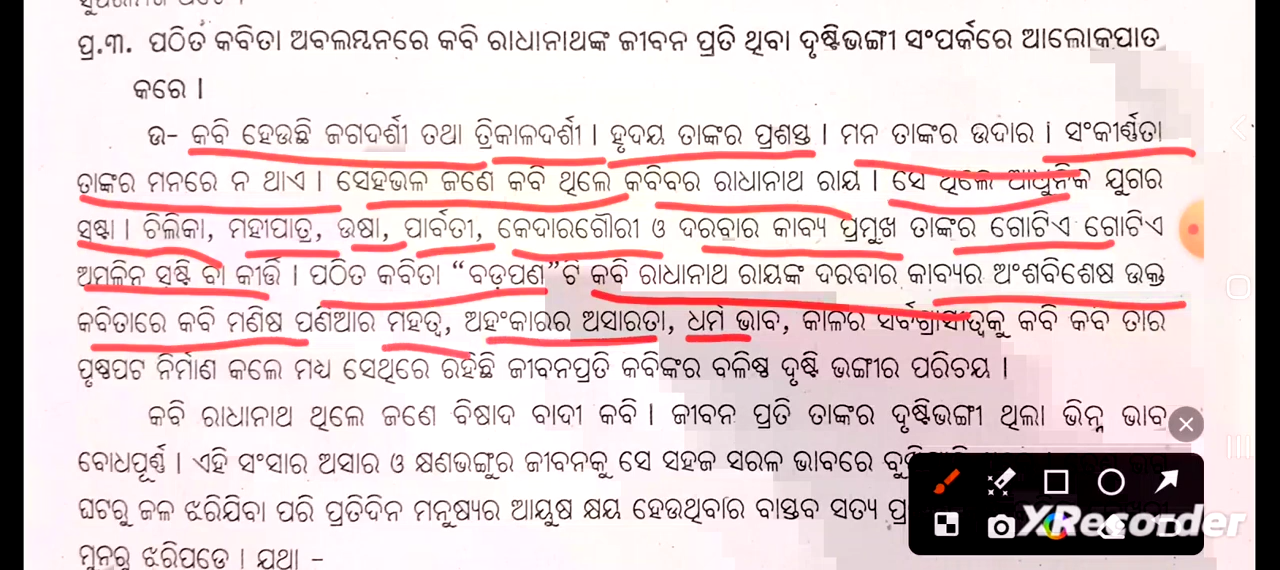 ପ୍ର.୩. ପଠିତ କବିତା ଅବଲମ୍ବନରେ କବି ରାଧାନାଥଙ୍କ ଜୀବନ ପ୍ରତି ଥିବା ଦୃଷ୍ଟିଭଙ୍ଗୀ ସଂପର୍କରେ ଆଲୋକପାତ
କରେ ।
ଉ- କବି ହେଉଛି ଜଗଦର୍ଶୀ ତଥା ତ୍ରିକାଳଦର୍ଶୀ । ହୃଦୟ ତାଙ୍କର ପ୍ରଶସ୍ତ । ମନ ତାଙ୍କର ଉଦାର । ସଂକୀର୍ଣ୍ଣତା
ତାଙ୍କର ମନରେ ନ ଥାଏ । ସେହଭଳ ଜଣେ କବି ଥିଲେ କବିବର ରାଧାନାଥ ରାୟ । ସେ ଥିଲେ ଆଧୁନିକ ଯୁଗର
ସ୍ରଷ୍ଟା । ଚିଲିକା, ମହୀପାତ୍ର, ଉଷା, ପାର୍ବତୀ, କେଦାରଗୌରୀ ଓ ଦରବାର କାବ୍ୟ ପ୍ରମୁଖ ତାଙ୍କର ଗୋଟିଏ ଗୋଟିଏ
ଅମଳିନ ସୃଷ୍ଟି ବା କୀର୍ତ୍ତି । ପଠିତ କବିତା “ବଡ଼ପଣ”ଟି କବି ରାଧାନାଥ ରାୟଙ୍କ ଦରବାର କାବ୍ୟର ଅଂଶବିଶେଷ ଉକ୍ତ
କବିତାରେ କବି ମଣିଷ ପଣିଆର ମହତ୍ୱ, ଅହଂକାରର ଅସାରତା, ଧର୍ମ ଭାବ, କାଳର ସର୍ବଗ୍ରାସୀତ୍ୱକୁ କବି କବ ତାର
ପୃଷ୍ଠପଟ ନିର୍ମାଣ କଲେ ମଧ୍ୟ ସେଥିରେ ରହିଛି ଜୀବନପ୍ରତି କବିଙ୍କର ବଳିଷ୍ଠ ଦୃଷ୍ଟି ଭଙ୍ଗୀର ପରିଚୟ ।
କବି ରାଧାନାଥ ଥିଲେ ଜଣେ ବିଷାଦ ବାଦୀ କବି । ଜୀବନ ପ୍ରତି ତାଙ୍କର ଦୃଷ୍ଟିଭଙ୍ଗୀ ଥିଲା ଭିନ୍ନ ଭାବ
ବୋଧପୂର୍ଣ୍ଣ । ଏହି ସଂସାର ଅସାର ଓ କ୍ଷଣଭଙ୍ଗୁର ଜୀବନକୁ ସେ ସହଜ ସରଳ ଭାବରେ
ଘଟରୁ ଜଳ ଝରିଯିବା ପରି ପ୍ରତିଦିନ ମନୁଷ୍ୟର ଆୟୁଷ କ୍ଷୟ ହେଉଥିବାର ବାସ୍ତବ ସତ୍ୟ
ମୁନରୁ ଝରିପଡେ । ଯଥା –
XRecorder